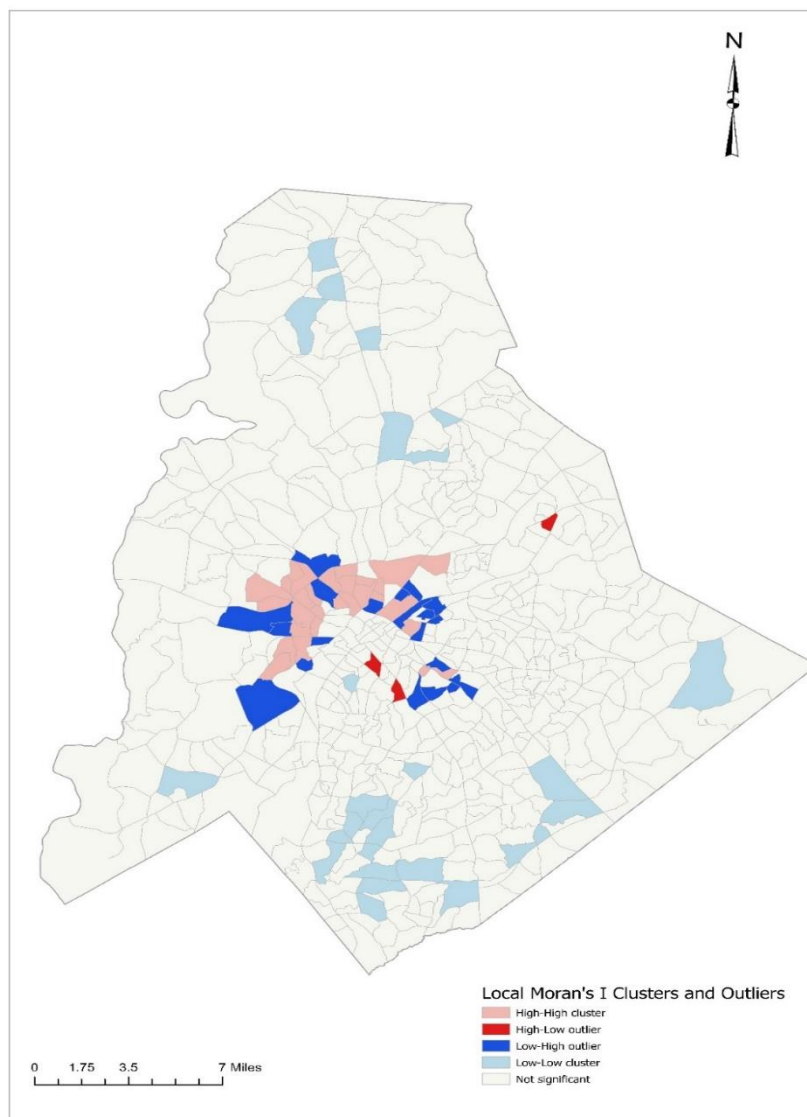 N
Local Moran's I Clusters and Outliers
High-High cluster
High-Low outlier
Low-High outlier
Low-Low cluster
Not significant
0 1.75 3.5 7 Miles